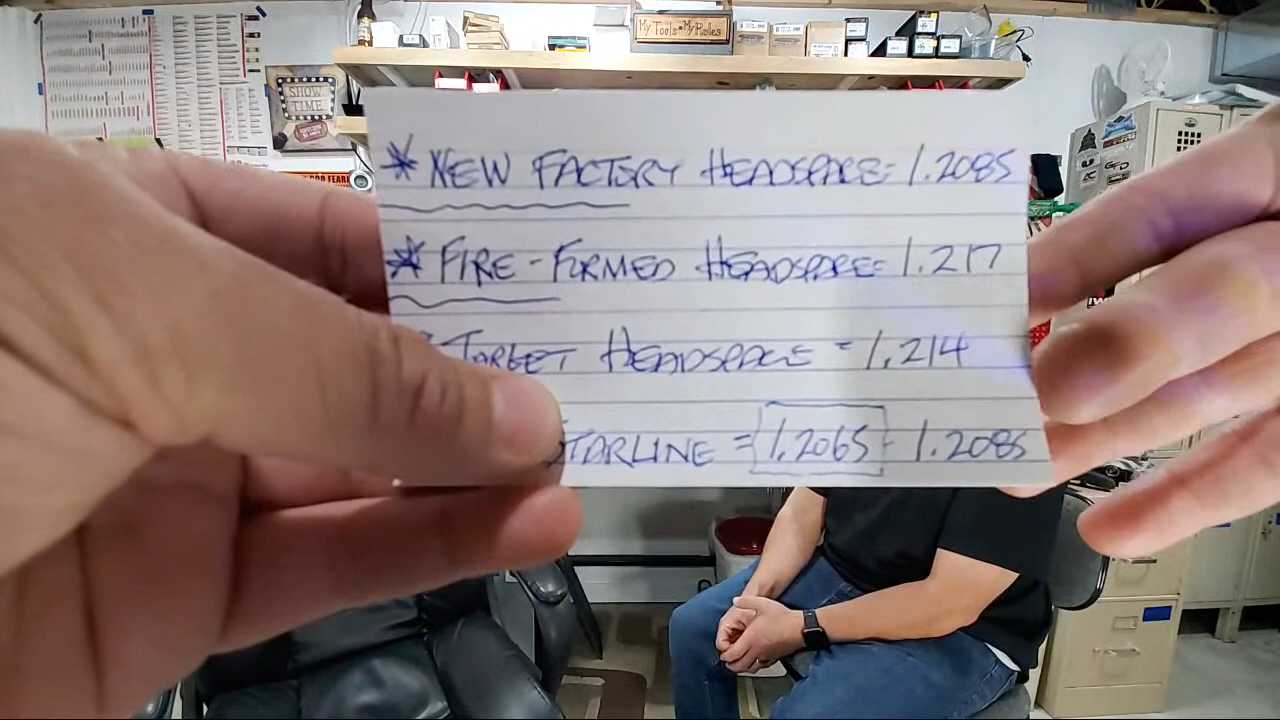 My Tools • My Rules
SHOW
TIME
* NEW FACTORY HEADSPACE = 1.2085
* FIRE-FORMED HEADSPACE = 1.217
TARGET HEADSPACE = 1.214
STARLINE = 1.2065 - 1.2085